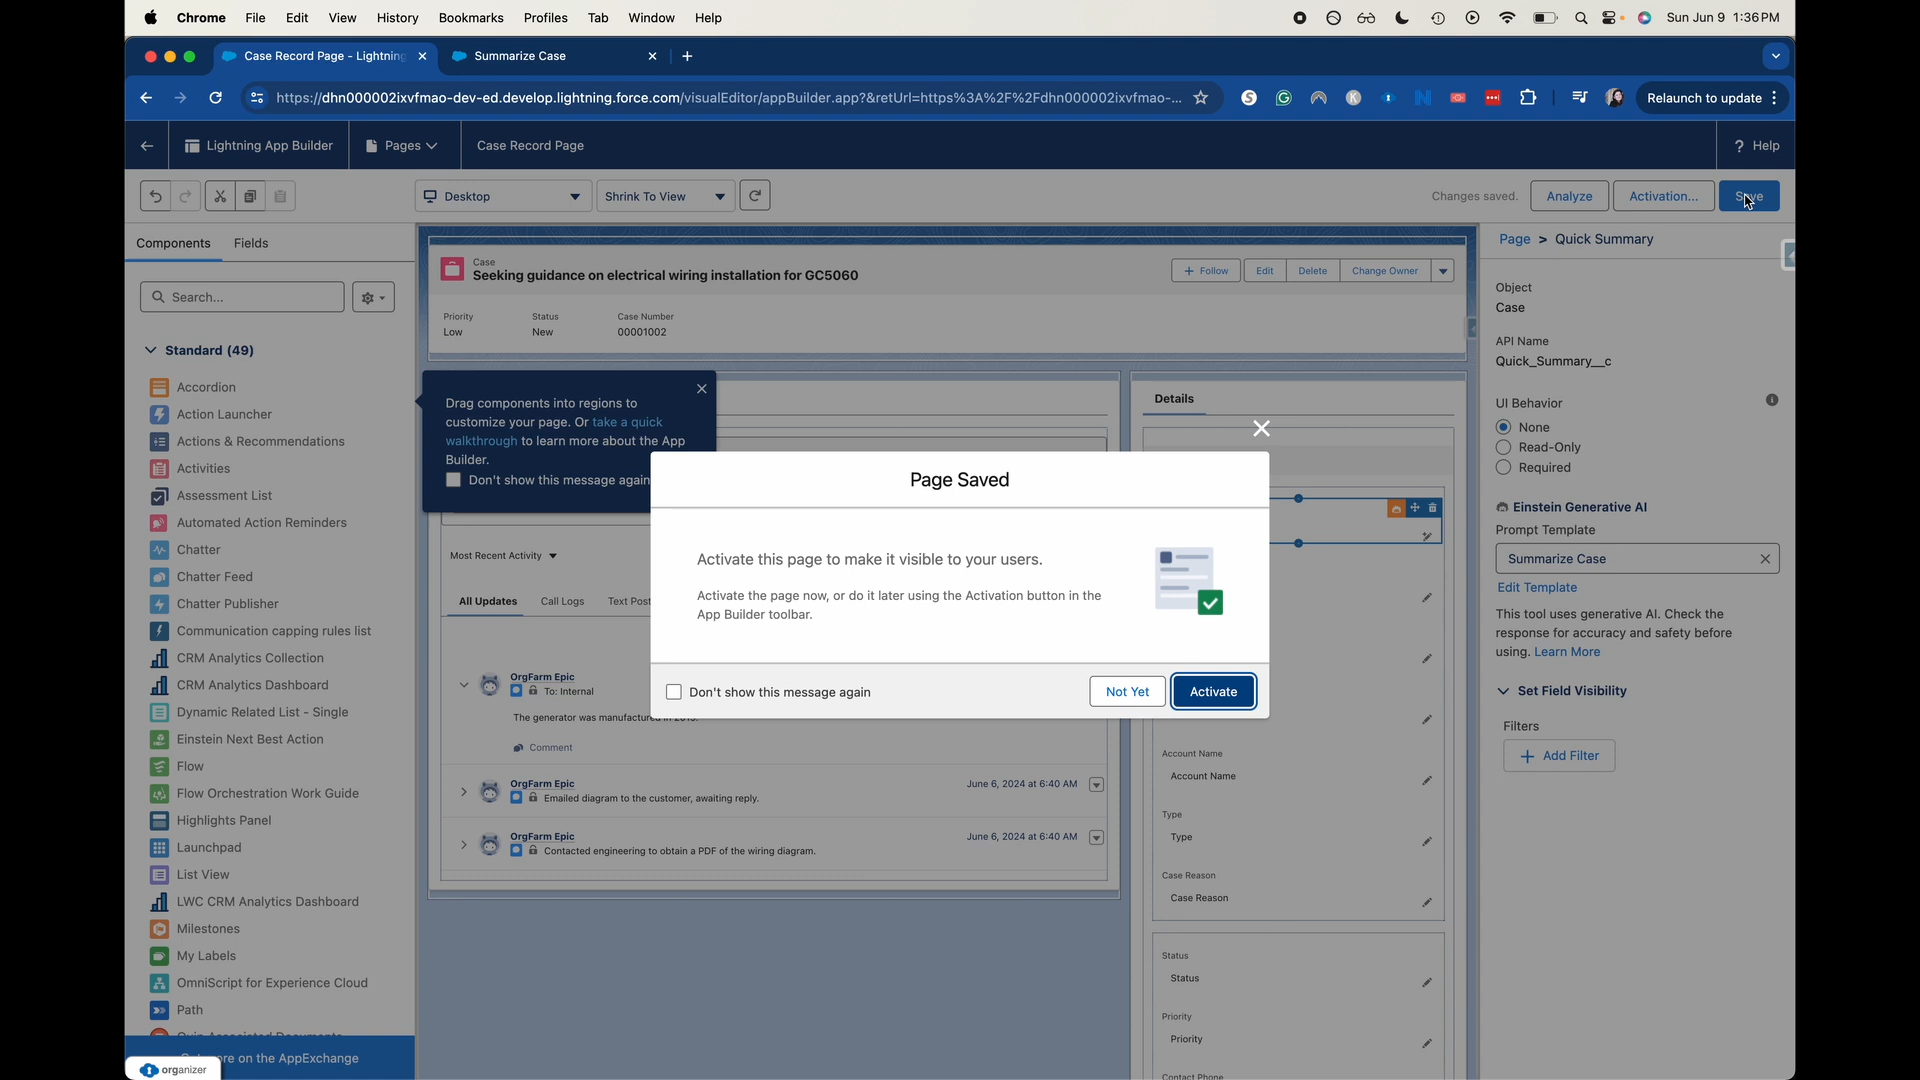 Chrome File Edit View History Bookmarks Profiles Tab Window Help
Sun Jun 9 1:36 PM
Case Record Page - Lightning
Summarize Case
https://dhn000002ixvfmao-dev-ed.develop.lightning.force.com/visualEditor/appBuilder.app?&retUrl=https%3A%2F%2Fdhn000002ixvfmao-...
Relaunch to update
Lightning App Builder
Pages
Case Record Page
? Help
Desktop
Shrink To View
Changes saved.
Analyze
Activation...
Save
Components
Fields
Search...
Standard (49)
Accordion
Action Launcher
Actions & Recommendations
Activities
Assessment List
Automated Action Reminders
Chatter
Chatter Feed
Chatter Publisher
Communication capping rules list
CRM Analytics Collection
CRM Analytics Dashboard
Dynamic Related List - Single
Einstein Next Best Action
Flow
Flow Orchestration Work Guide
Highlights Panel
Launchpad
List View
LWC CRM Analytics Dashboard
Milestones
My Labels
OmniScript for Experience Cloud
Path
on the AppExchange
organizer
Case
Seeking guidance on electrical wiring installation for GC5060
+ Follow
Edit
Delete
Change Owner
Priority
Low
Status
New
Case Number
00001002
Drag components into regions to
customize your page. Or take a quick
walkthrough to learn more about the App
Builder.
Don't show this message again
Most Recent Activity
All Updates
Call Logs
Text Post
OrgFarm Epic
To: Internal
The generator was manufactured in 2015.
Comment
OrgFarm Epic
June 6, 2024 at 6:40 AM
Emailed diagram to the customer, awaiting reply.
OrgFarm Epic
June 6, 2024 at 6:40 AM
Contacted engineering to obtain a PDF of the wiring diagram.
Page Saved
Activate this page to make it visible to your users.
Activate the page now, or do it later using the Activation button in the
App Builder toolbar.
Don't show this message again
Not Yet
Activate
Details
Account Name
Account Name
Type
Type
Case Reason
Case Reason
Status
Status
Priority
Priority
Contact Phone
Page > Quick Summary
Object
Case
API Name
Quick_Summary__c
UI Behavior
None
Read-Only
Required
Einstein Generative AI
Prompt Template
Summarize Case
Edit Template
This tool uses generative AI. Check the
response for accuracy and safety before
using. Learn More
Set Field Visibility
Filters
+ Add Filter